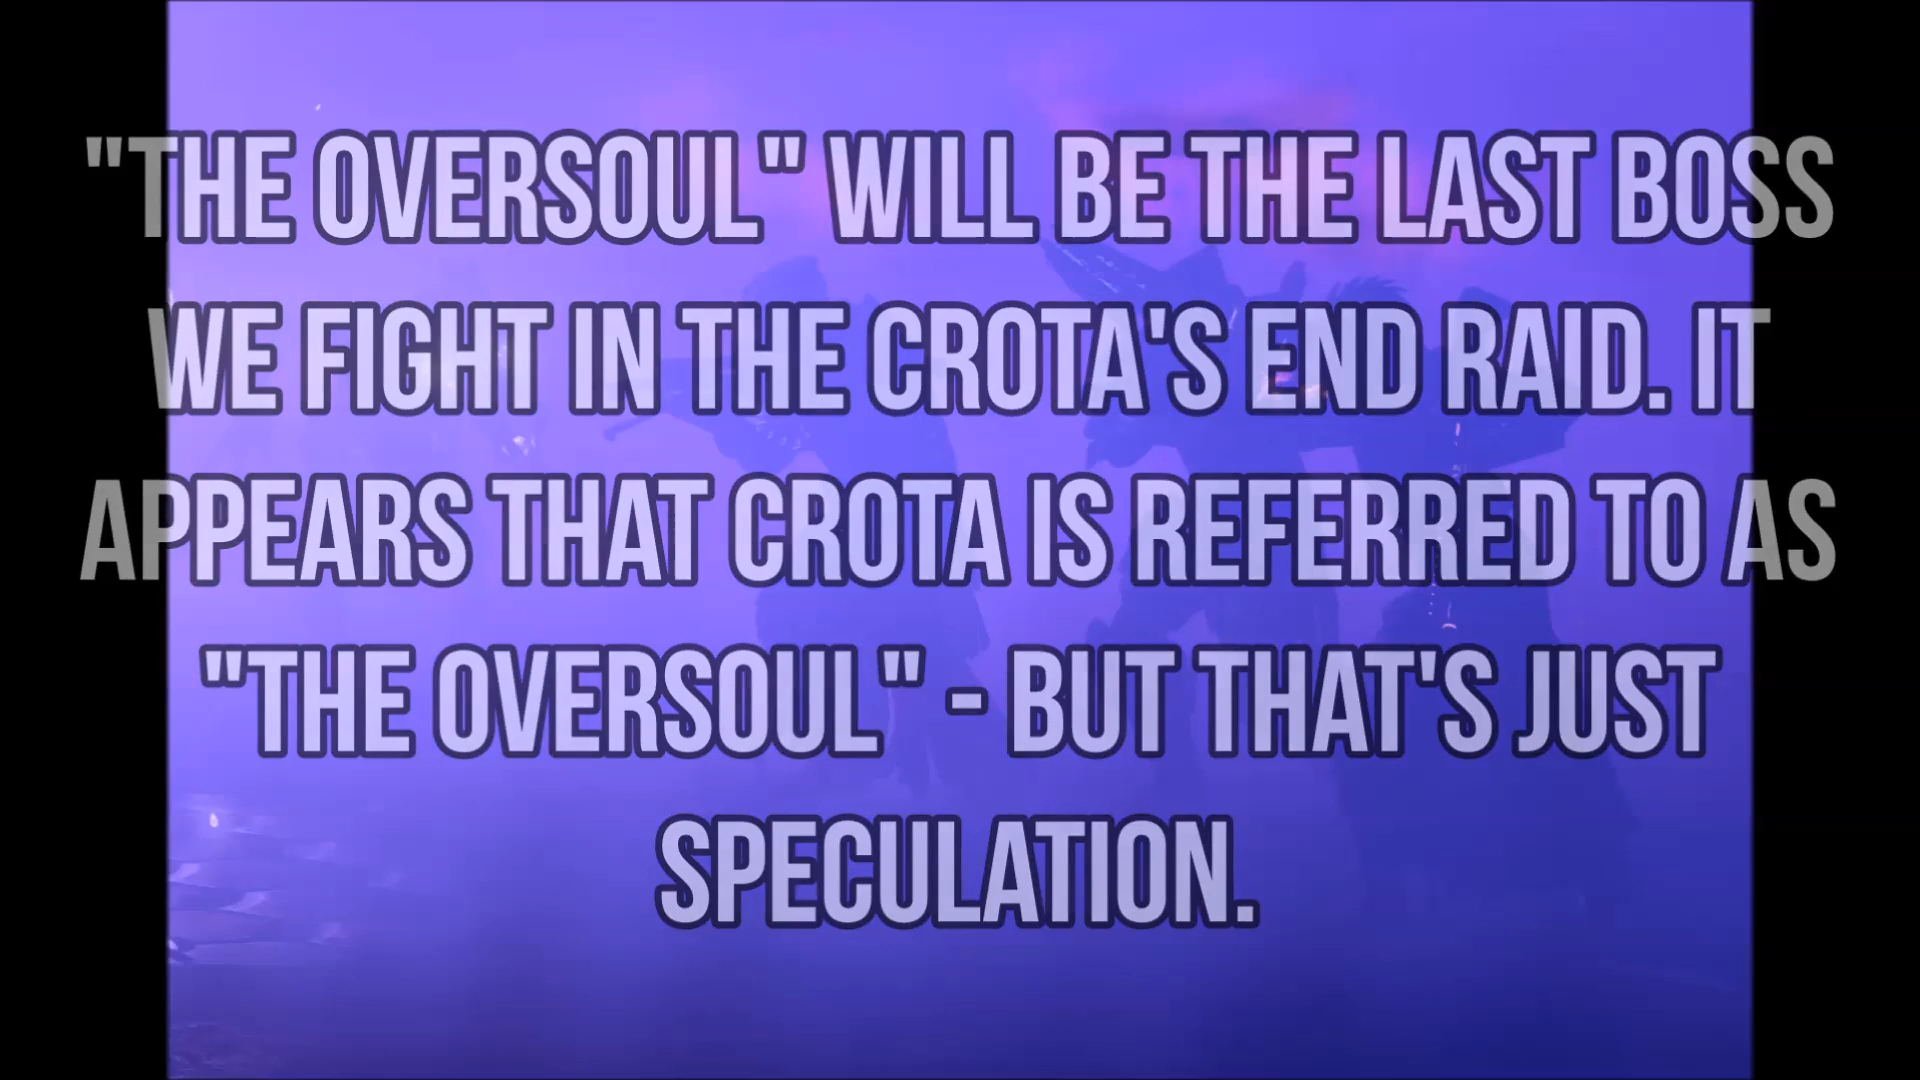 "THE OVERSOUL" WILL BE THE LAST BOSS
WE FIGHT IN THE CROTA'S END RAID. IT
APPEARS THAT CROTA IS REFERRED TO AS
"THE OVERSOUL" - BUT THAT'S JUST
SPECULATION.